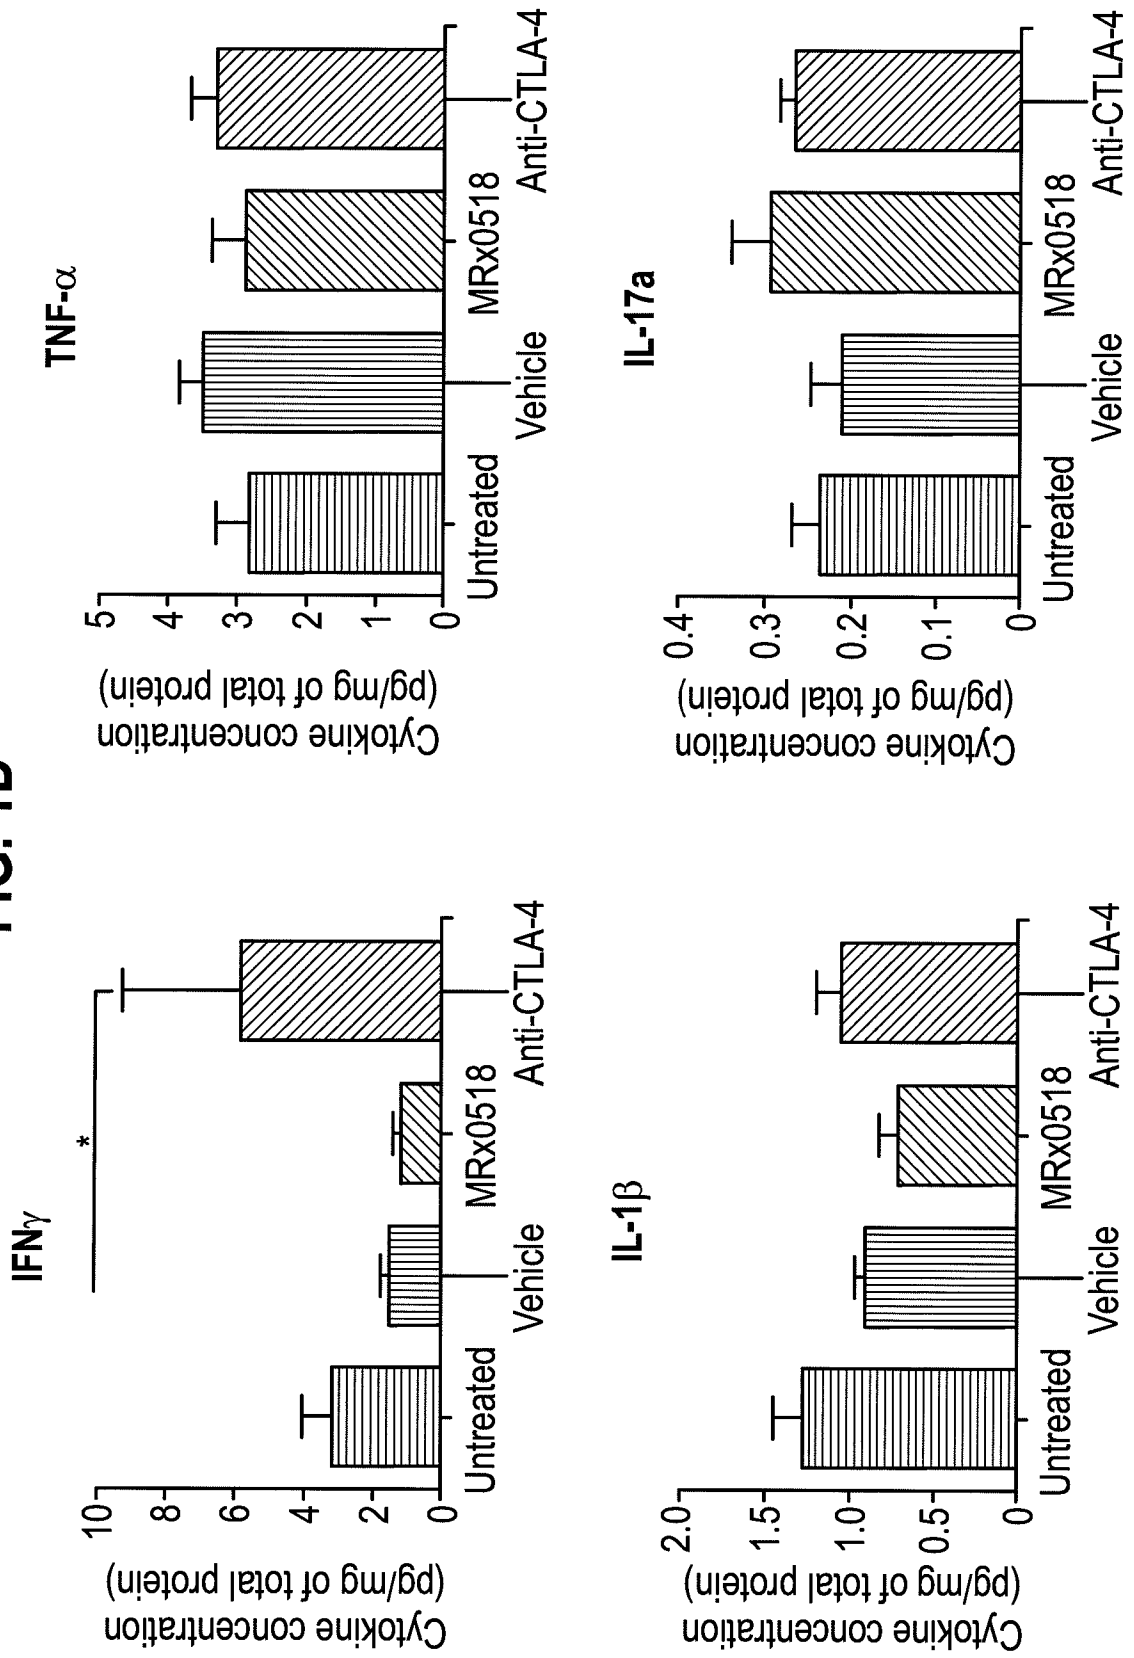 IFNγ
Cytokine concentration
(pg/mg of total protein)
10
8
6
4
2
0
*
Untreated
Vehicle
MRx0518
Anti-CTLA-4
TNF-α
Cytokine concentration
(pg/mg of total protein)
5
4
3
2
1
0
Untreated
Vehicle
MRx0518
Anti-CTLA-4
IL-1β
Cytokine concentration
(pg/mg of total protein)
2.0
1.5
1.0
0.5
0
Untreated
Vehicle
MRx0518
Anti-CTLA-4
IL-17a
Cytokine concentration
(pg/mg of total protein)
0.4
0.3
0.2
0.1
0
Untreated
Vehicle
MRx0518
Anti-CTLA-4